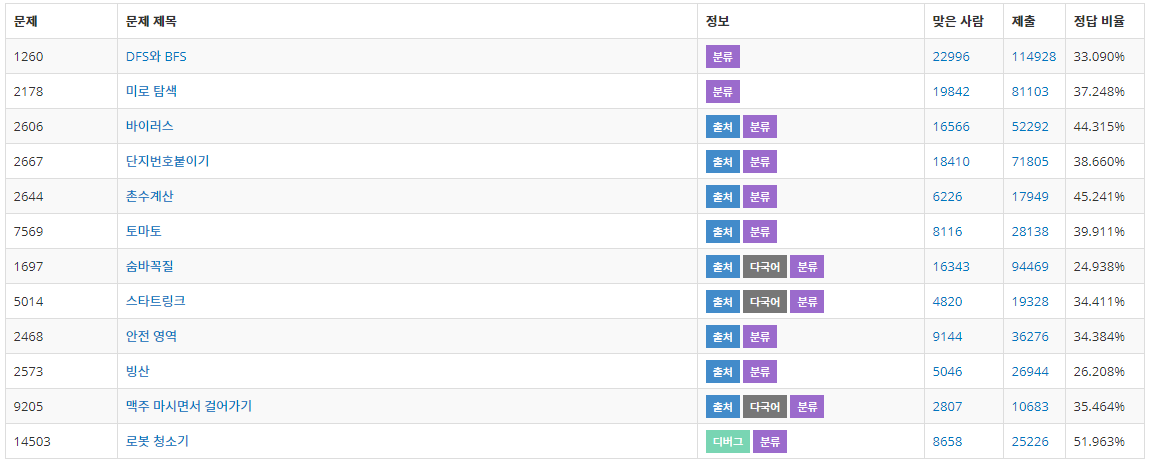 문제 문제 제목 정보 맞은 사람 제출 정답 비율
1260 DFS와 BFS 분류 22996 114928 33.090%
2178 미로 탐색 분류 19842 81103 37.248%
2606 바이러스 출처 분류 16566 52292 44.315%
2667 단지번호붙이기 출처 분류 18410 71805 38.660%
2644 촌수계산 출처 분류 6226 17949 45.241%
7569 토마토 출처 분류 8116 28138 39.911%
1697 숨바꼭질 출처 다국어 분류 16343 94469 24.938%
5014 스타트링크 출처 다국어 분류 4820 19328 34.411%
2468 안전 영역 출처 분류 9144 36276 34.384%
2573 빙산 출처 분류 5046 26944 26.208%
9205 맥주 마시면서 걸어가기 출처 다국어 분류 2807 10683 35.464%
14503 로봇 청소기 디버그 분류 8658 25226 51.963%